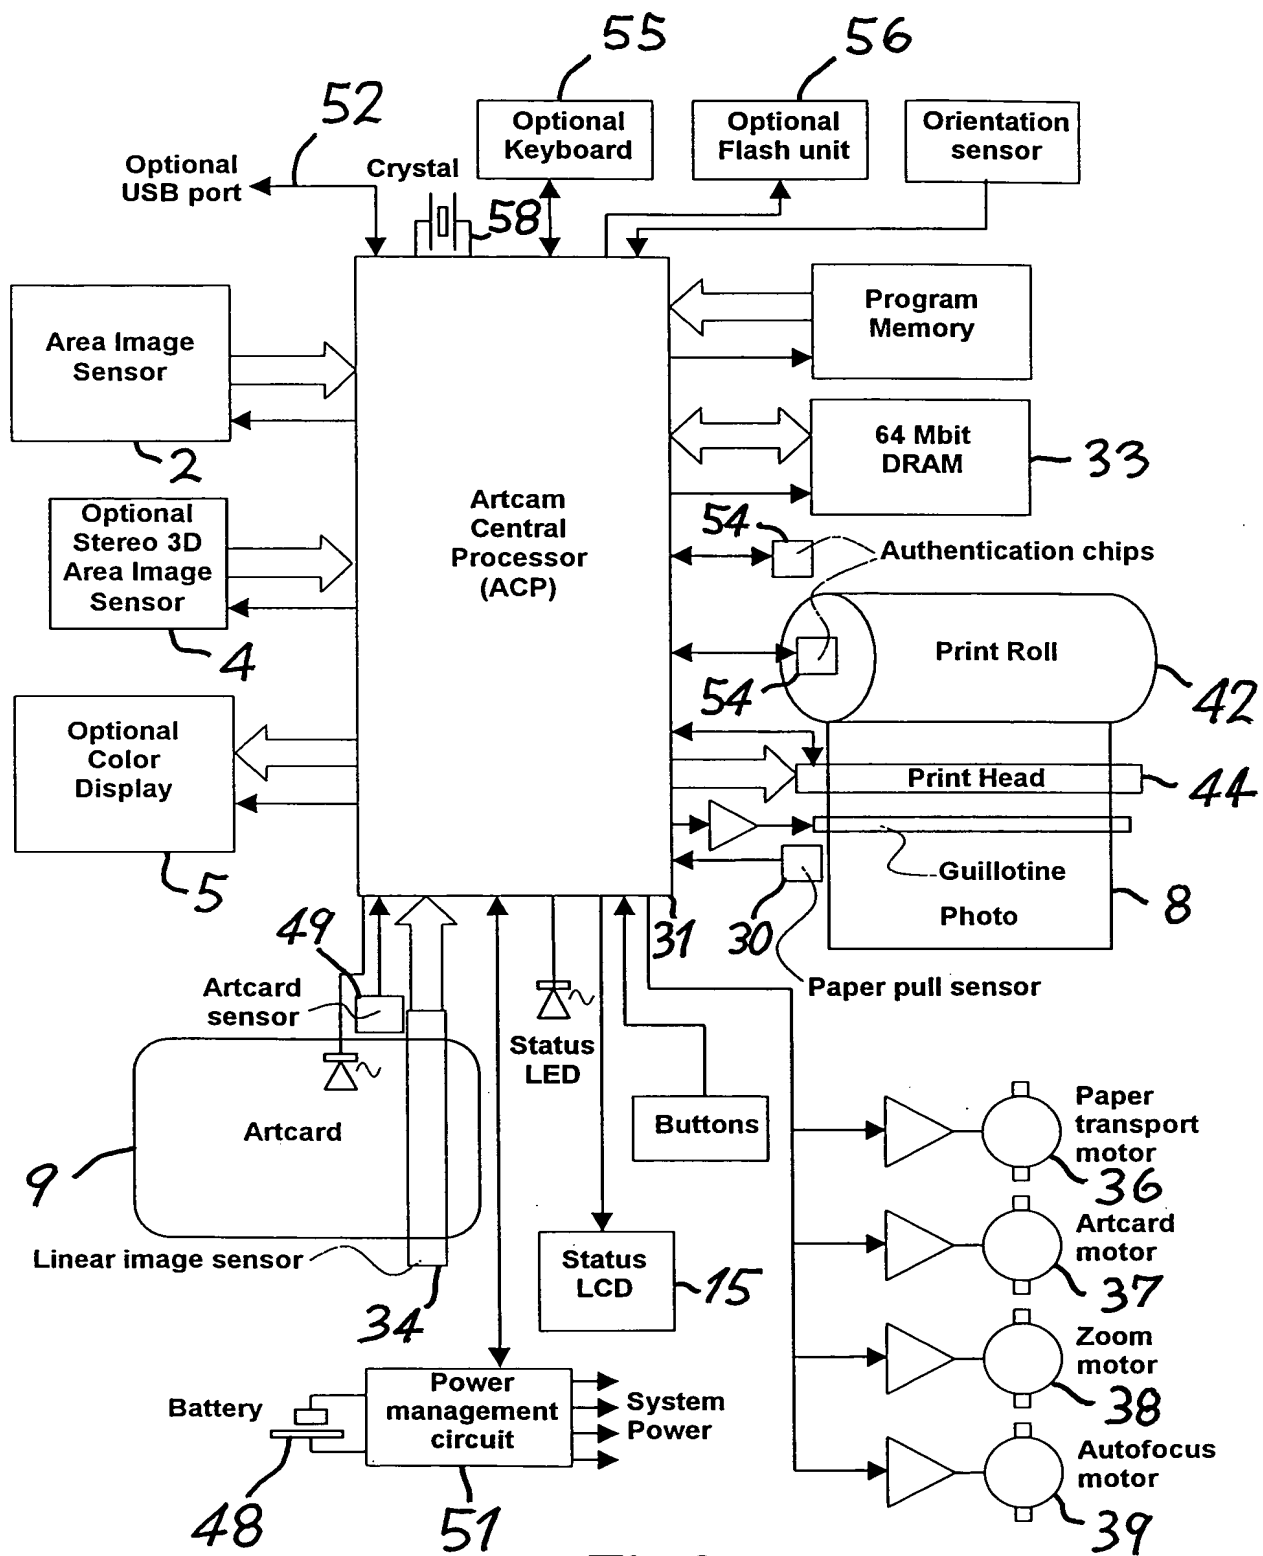 55
56
52
Optional
USB port
Crystal
58
Optional
Keyboard
Optional
Flash unit
Orientation
sensor
Area Image
Sensor
2
Program
Memory
64 Mbit
DRAM
33
Optional
Stereo 3D
Area Image
Sensor
4
Artcam
Central
Processor
(ACP)
54
Authentication chips
Print Roll
54
42
Optional
Color
Display
5
Print Head
44
Guillotine
8
Photo
31
30
Paper pull sensor
49
Artcard
sensor
Status
LED
Buttons
Artcard
9
Linear image sensor
34
Status
LCD
15
Paper
transport
motor
36
Artcard
motor
37
Zoom
motor
38
Autofocus
motor
39
Battery
48
Power
management
circuit
51
System
Power